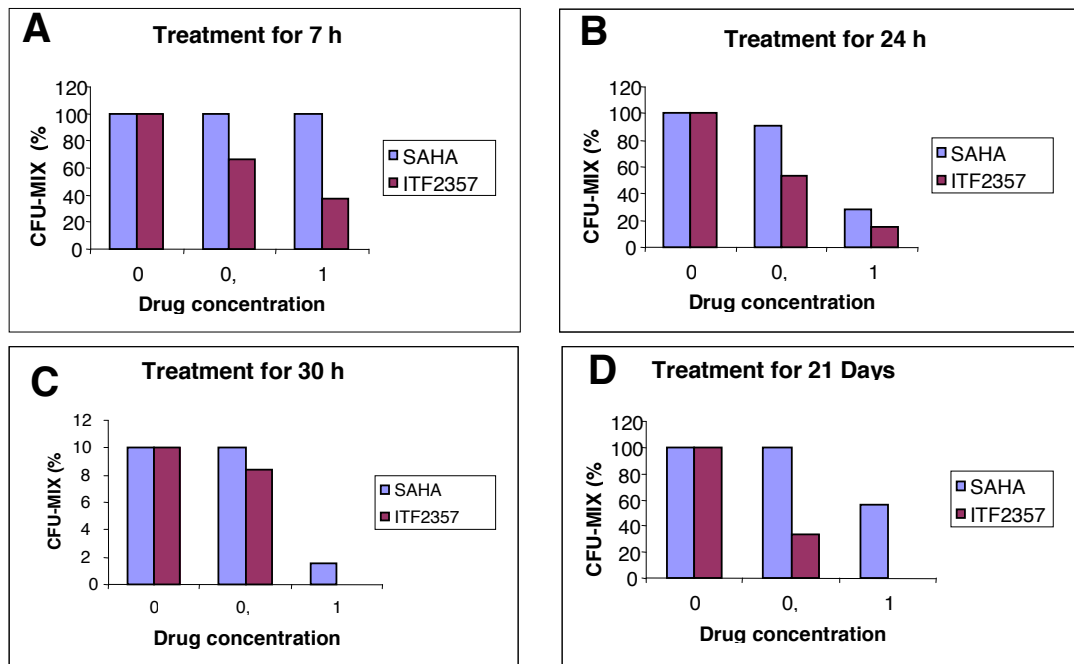 A
Treatment for 7 h
CFU-MIX (%
120
100
80
60
40
20
0
0
0,
1
Drug concentration
SAHA
ITF2357
B
Treatment for 24 h
CFU-MIX (%
120
100
80
60
40
20
0
0
0,
1
Drug concentration
SAHA
ITF2357
C
Treatment for 30 h
CFU-MIX (%
12
10
8
6
4
2
0
0
0,
1
Drug concentration
SAHA
ITF2357
D
Treatment for 21 Days
CFU-MIX (%
120
100
80
60
40
20
0
0
0,
1
Drug concentration
SAHA
ITF2357